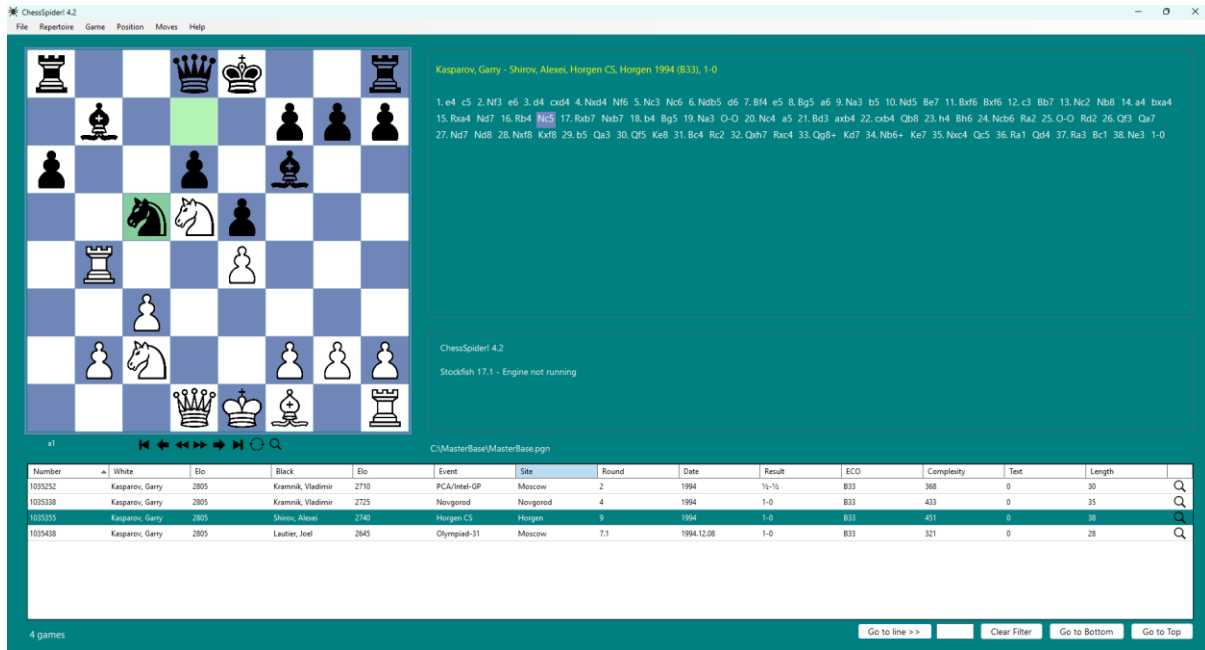 ChessSpider! 4.2
File Repertoire Game Position Moves Help
Kasparov, Garry - Shirov, Alexei, Horgen CS, Horgen 1994 (B33), 1-0
1. e4 c5 2. Nf3 e6 3. d4 cxd4 4. Nxd4 Nf6 5. Nc3 Nc6 6. Ndb5 d6 7. Bf4 e5 8. Bg5 a6 9. Na3 b5 10. Nd5 Be7 11. Bxf6 Bxf6 12. c3 Bb7 13. Nc2 Nb8 14. a4 bxa4
15. Rxa4 Nd7 16. Rb4 Nc5 17. Rxb7 Nxb7 18. b4 Bg5 19. Na3 O-O 20. Nc4 a5 21. Bd3 axb4 22. cxb4 Qb8 23. h4 Bh6 24. Ncb6 Ra2 25. O-O Rd2 26. Qf3 Qa7
27. Nd7 Nd8 28. Nxf8 Kxf8 29. b5 Qa3 30. Qf5 Ke8 31. Bc4 Rc2 32. Qxh7 Rxc4 33. Qg8+ Kd7 34. Nb6+ Ke7 35. Nxc4 Qc5 36. Ra1 Qd4 37. Ra3 Bc1 38. Ne3 1-0
ChessSpider! 4.2
Stockfish 17.1 - Engine not running
a1
C:\MasterBase\MasterBase.pgn
Number White Elo Black Elo Event Site Round Date Result ECO Complexity Text Length
1035252 Kasparov, Garry 2805 Kramnik, Vladimir 2710 PCA/Intel-GP Moscow 2 1994 ½-½ B33 368 0 30
1035338 Kasparov, Garry 2805 Kramnik, Vladimir 2725 Novgorod Novgorod 4 1994 1-0 B33 433 0 35
1035355 Kasparov, Garry 2805 Shirov, Alexei 2740 Horgen CS Horgen 9 1994 1-0 B33 451 0 38
1035438 Kasparov, Garry 2805 Lautier, Joel 2645 Olympiad-31 Moscow 7.1 1994.12.08 1-0 B33 321 0 28
4 games
Go to line >> Clear Filter Go to Bottom Go to Top